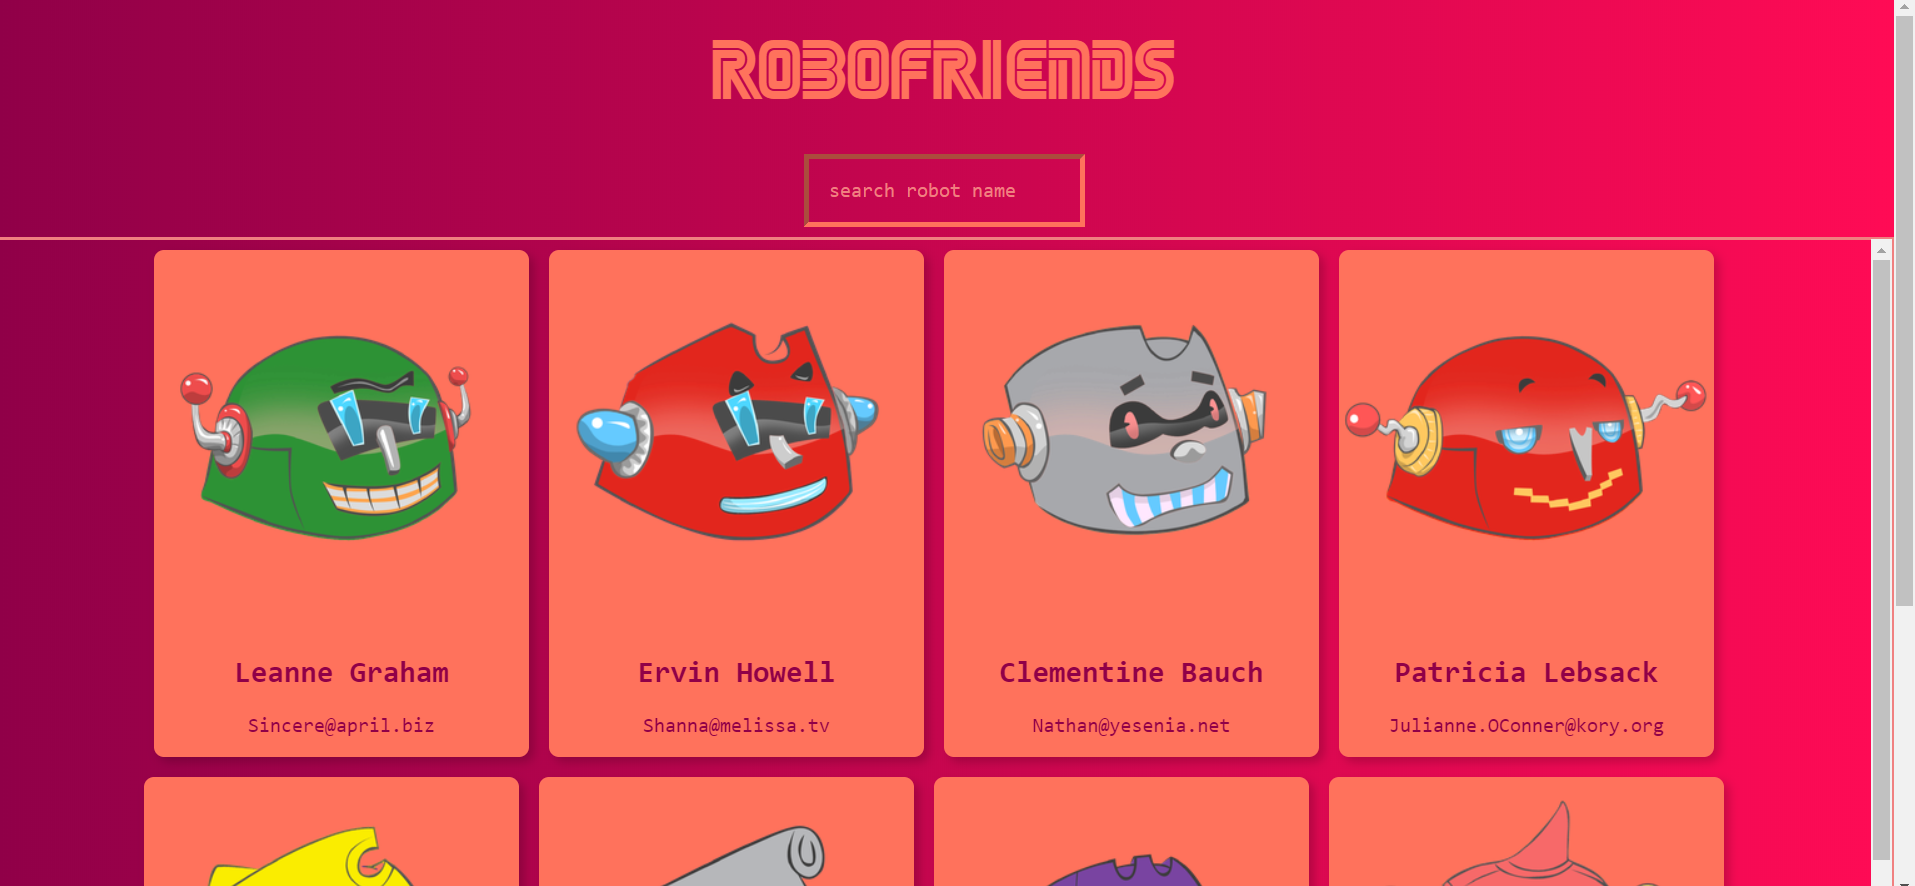 ROBOFRIENDS
search robot name
Leanne Graham
Sincere@april.biz
Ervin Howell
Shanna@melissa.tv
Clementine Bauch
Nathan@yesenia.net
Patricia Lebsack
Julianne.OConner@kory.org